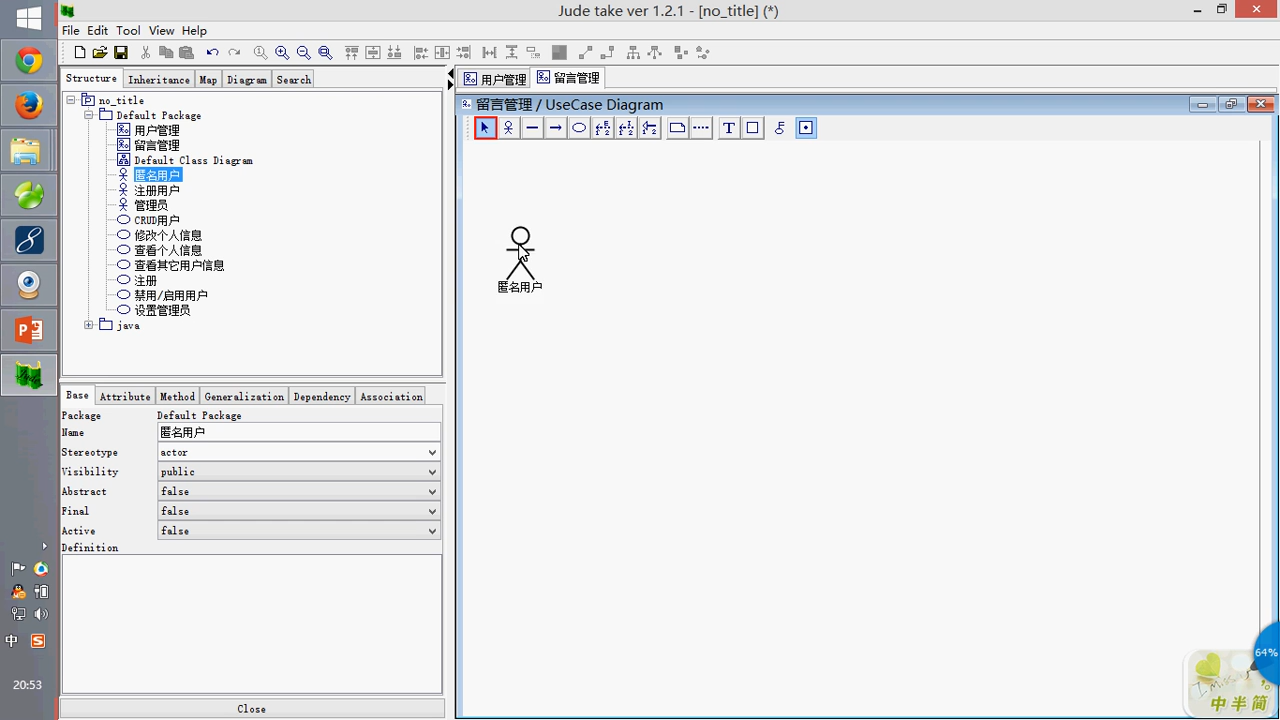 Jude take ver 1.2.1 - [no_title] (*)
File Edit Tool View Help
Structure Inheritance Map Diagram Search
no_title
Default Package
用户管理
留言管理
Default Class Diagram
匿名用户
注册用户
管理员
CRUD用户
修改个人信息
查看个人信息
查看其它用户信息
注册
禁用/启用用户
设置管理员
java
Base Attribute Method Generalization Dependency Association
Package Default Package
Name 匿名用户
Stereotype actor
Visibility public
Abstract false
Final false
Active false
Definition
Close
用户管理 留言管理
留言管理 / UseCase Diagram
T
匿名用户
中
20:53
64%
中半简